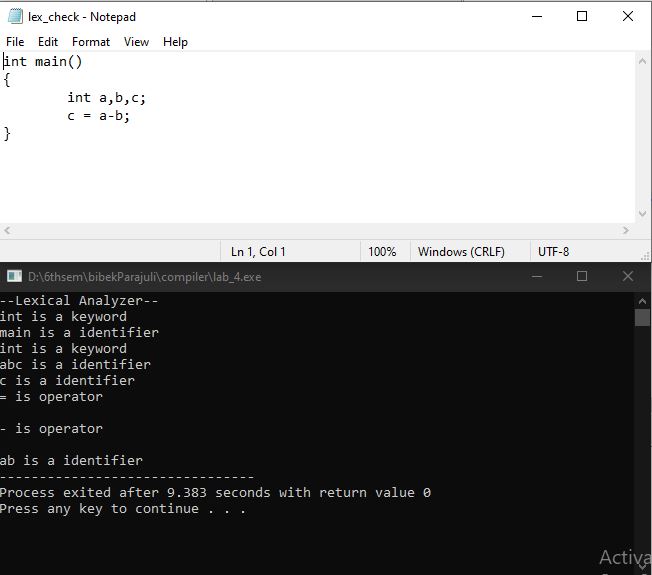 lex_check - Notepad
File Edit Format View Help
int main()
{
int a,b,c;
c = a-b;
}
Ln 1, Col 1 100% Windows (CRLF) UTF-8
D:\6thsem\bibekParajuli\compiler\lab_4.exe
--Lexical Analyzer--
int is a keyword
main is a identifier
int is a keyword
abc is a identifier
c is a identifier
= is operator
- is operator
ab is a identifier
--------------------------------
Process exited after 9.383 seconds with return value 0
Press any key to continue . . .